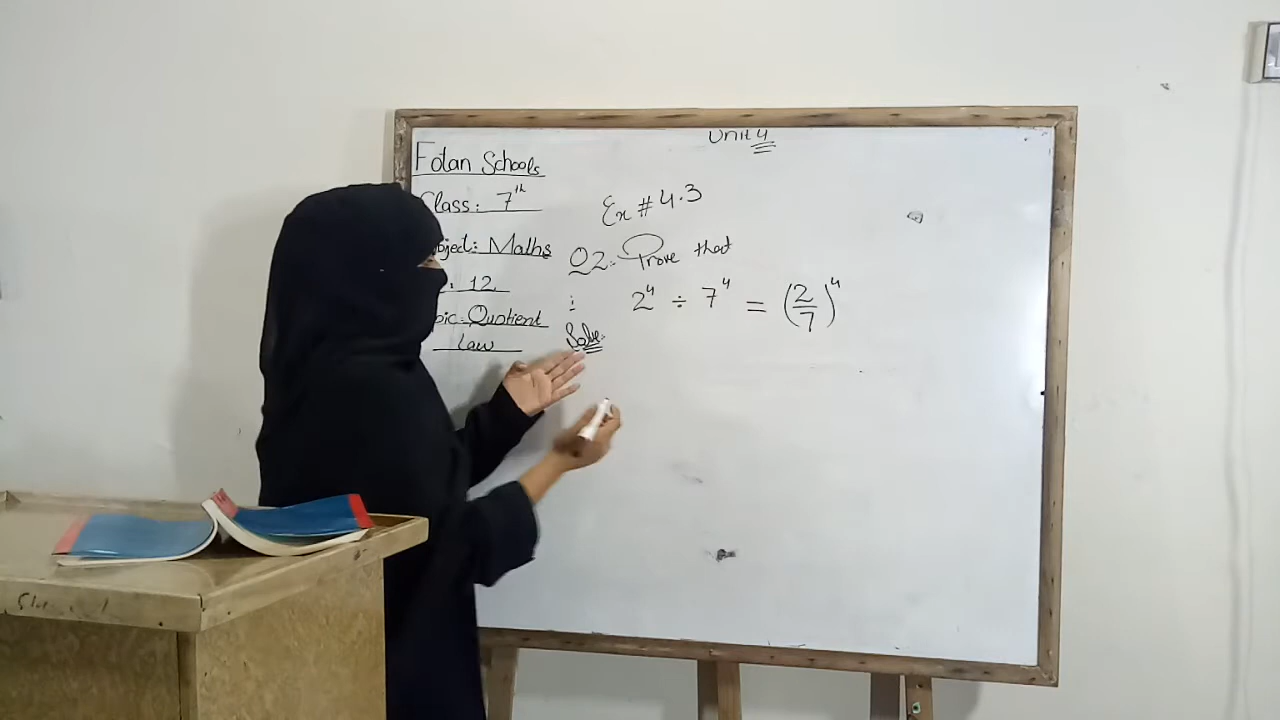 Unit 4
Folan Schools
Class: 7th
Subject: Maths
: 12
Topic: Quotient
Law
Ex # 4.3
Q2:- Prove that
i 2⁴ ÷ 7⁴ = (2/7)⁴
Solve:-